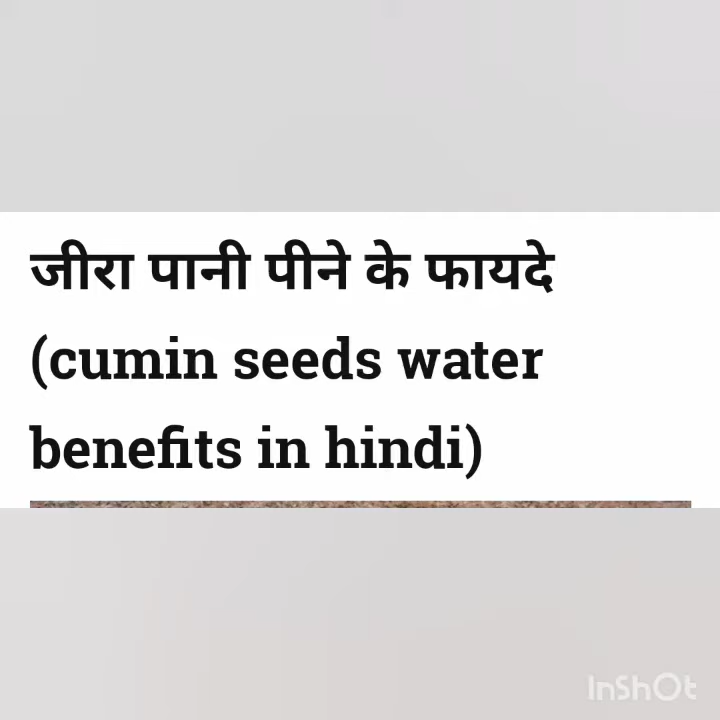 जीरा पानी पीने के फायदे
(cumin seeds water
benefits in hindi)
InShOt